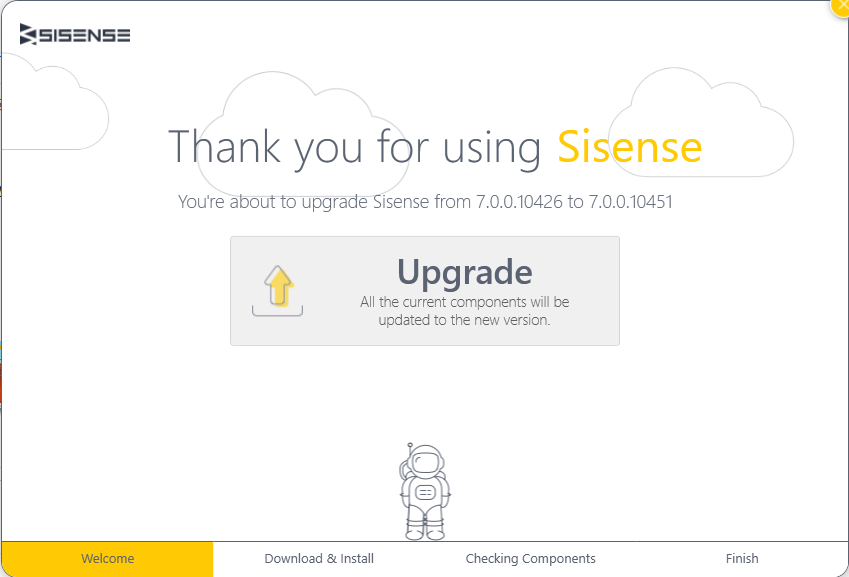 SISENSE
Thank you for using Sisense
You're about to upgrade Sisense from 7.0.0.10426 to 7.0.0.10451
Upgrade
All the current components will be
updated to the new version.
Welcome
Download & Install
Checking Components
Finish